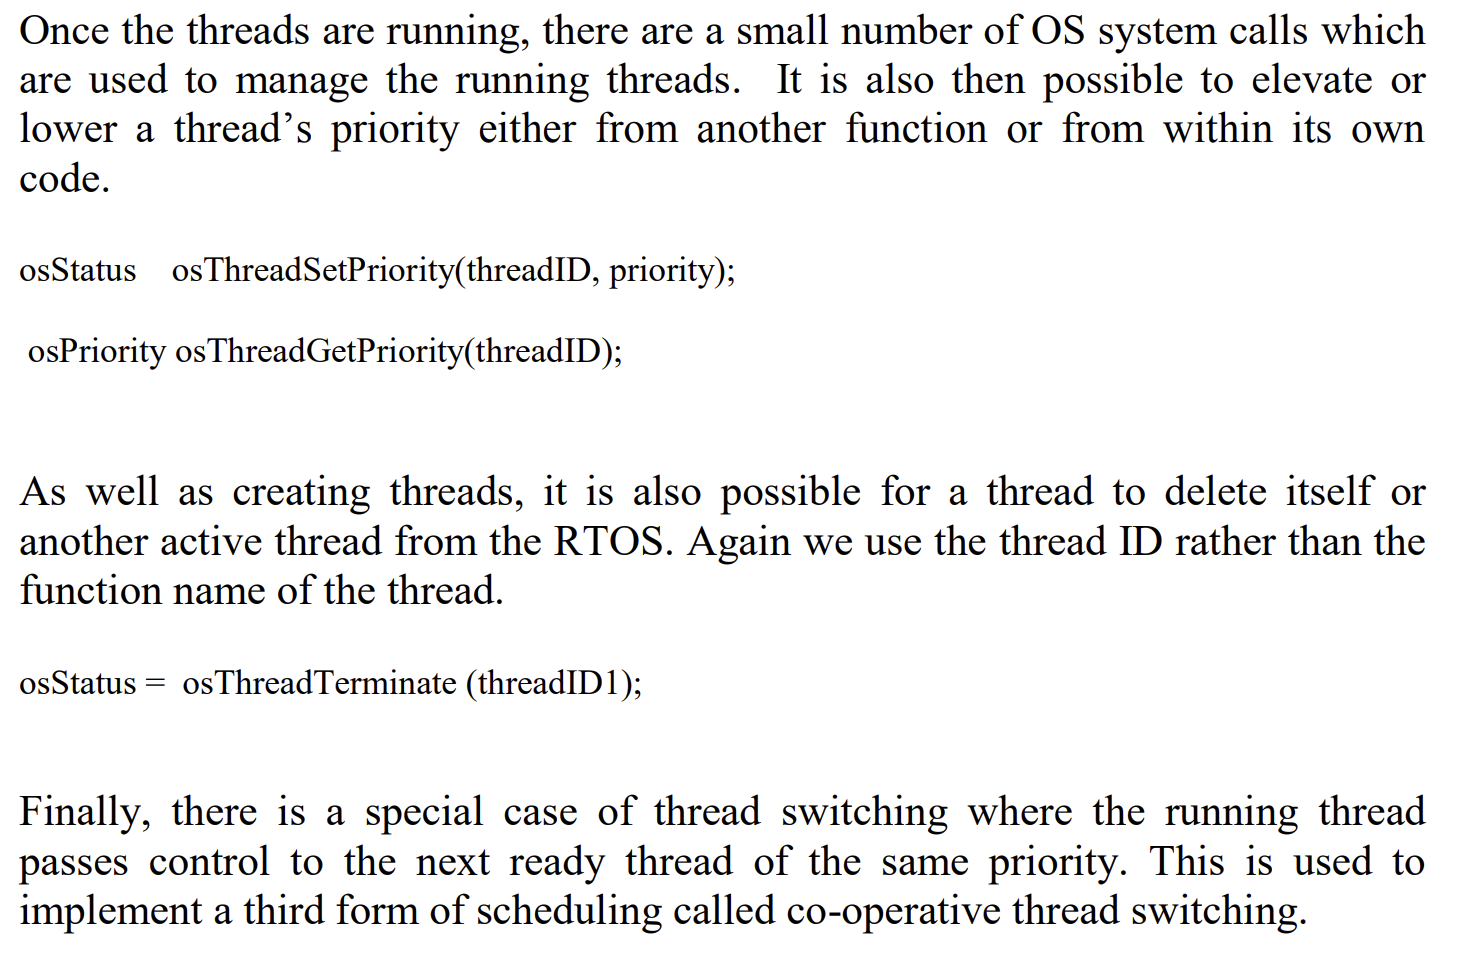 Once the threads are running, there are a small number of OS system calls which
are used to manage the running threads.  It is also then possible to elevate or
lower a thread’s priority either from another function or from within its own
code.
osStatus    osThreadSetPriority(threadID, priority);
osPriority osThreadGetPriority(threadID);
As well as creating threads, it is also possible for a thread to delete itself or
another active thread from the RTOS. Again we use the thread ID rather than the
function name of the thread.
osStatus =  osThreadTerminate (threadID1);
Finally, there is a special case of thread switching where the running thread
passes control to the next ready thread of the same priority. This is used to
implement a third form of scheduling called co-operative thread switching.